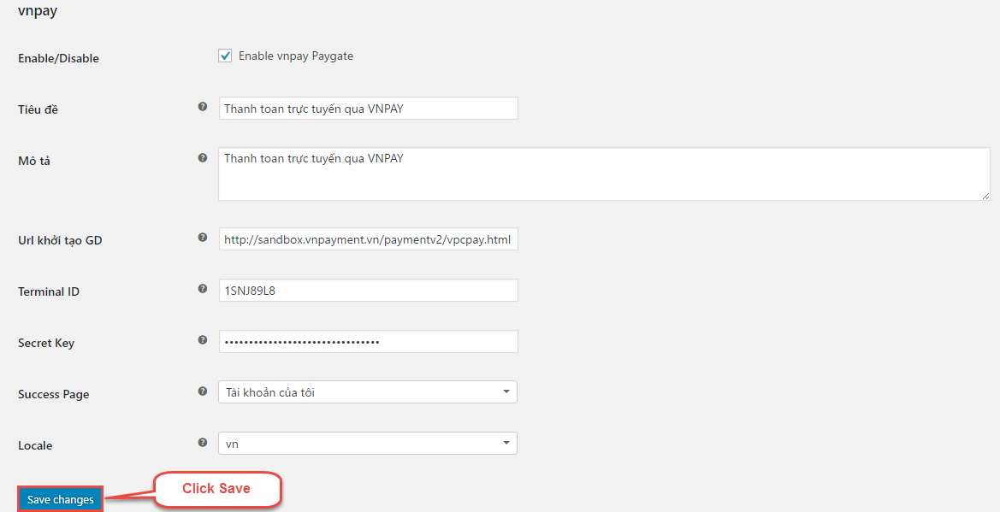 vnpay
Enable/Disable
Enable vnpay Paygate
Tiêu đề
Thanh toan trực tuyến qua VNPAY
Mô tả
Thanh toan trực tuyến qua VNPAY
Url khởi tạo GD
http://sandbox.vnpayment.vn/paymentv2/vpcpay.html
Terminal ID
1SNJ89L8
Secret Key
Success Page
Tài khoản của tôi
Locale
vn
Save changes
Click Save